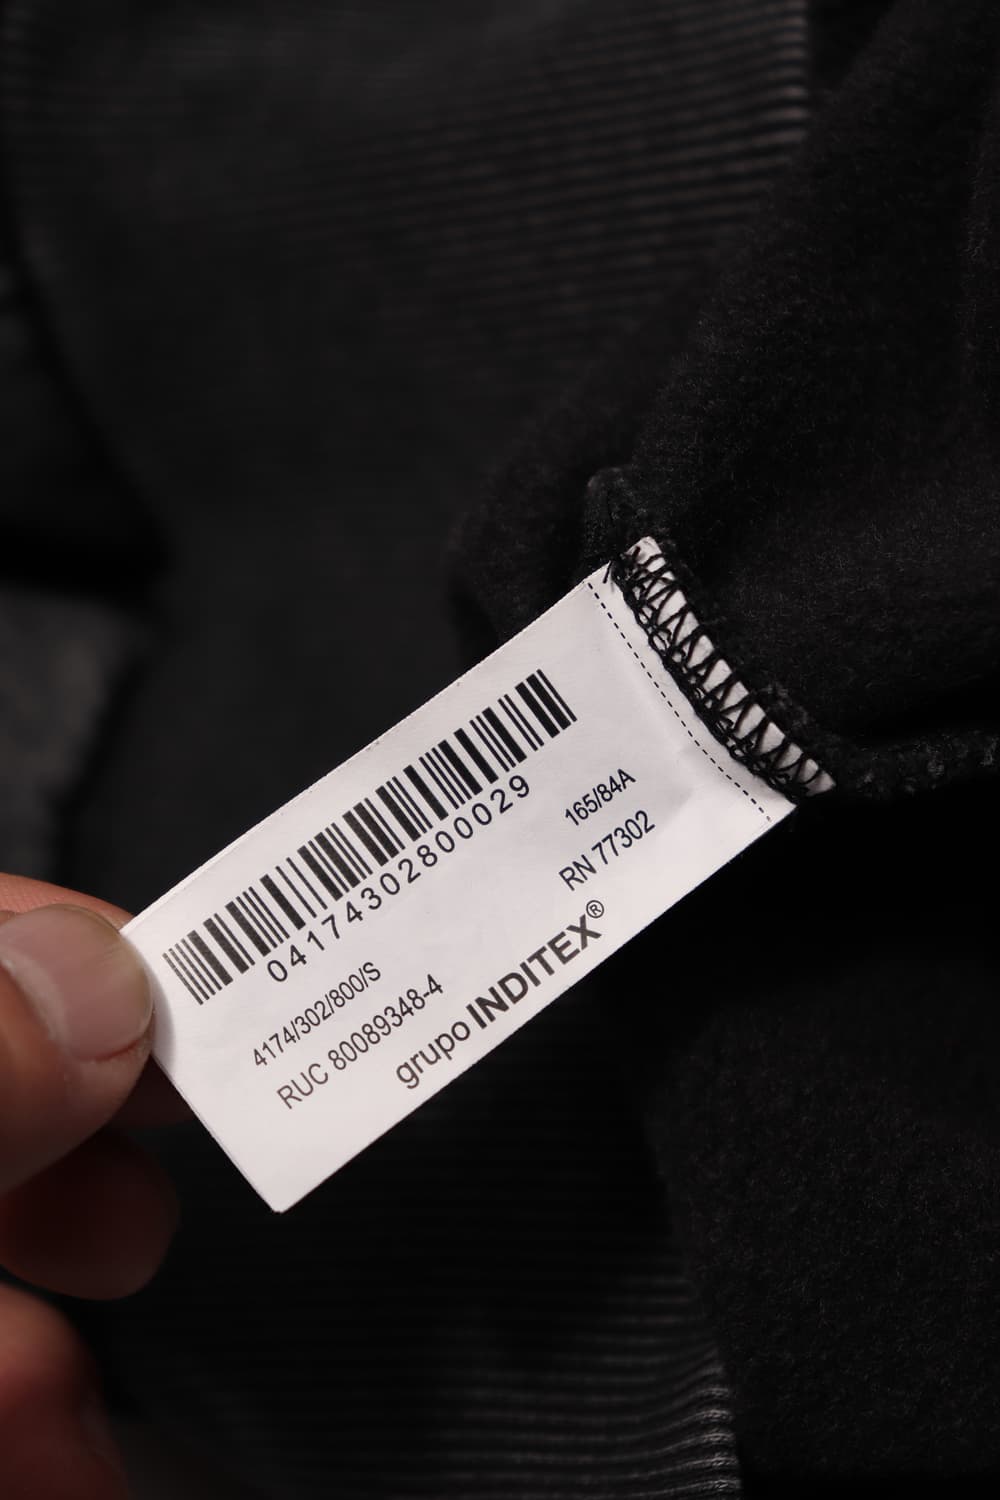 04174302800029
4174/302/800/S
165/84A
RUC 80089348-4
RN 77302
grupo INDITEX®